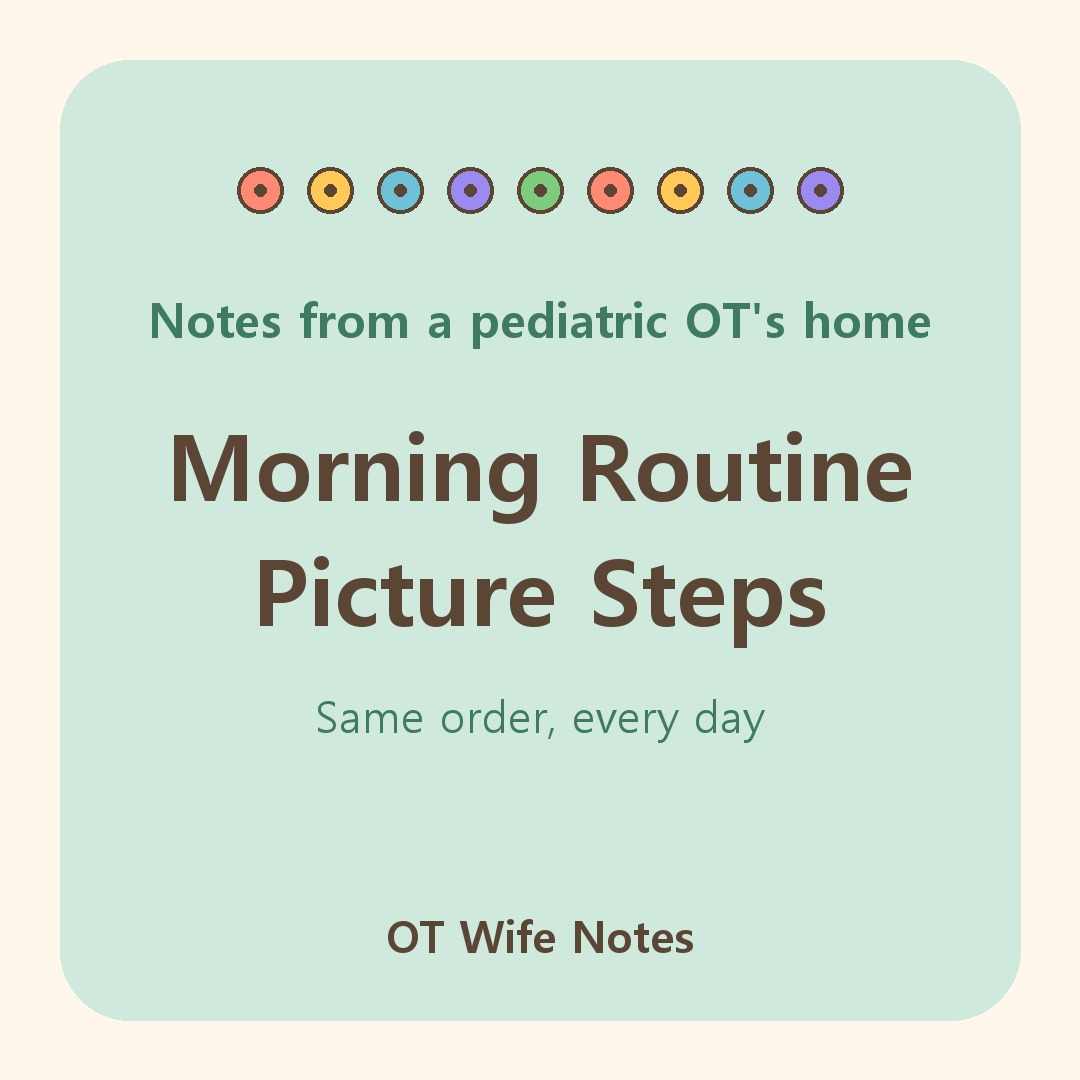 Notes from a pediatric OT's home
Morning Routine
Picture Steps
Same order, every day
OT Wife Notes